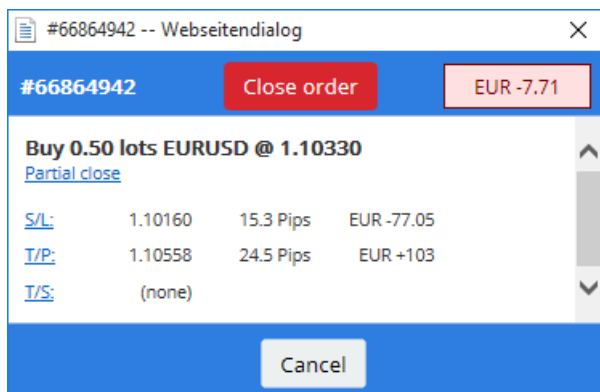 #66864942 -- Webseitendialog
#66864942 Close order EUR -7.71
Buy 0.50 lots EURUSD @ 1.10330
Partial close
S/L: 1.10160 15.3 Pips EUR -77.05
T/P: 1.10558 24.5 Pips EUR +103
T/S: (none)
Cancel